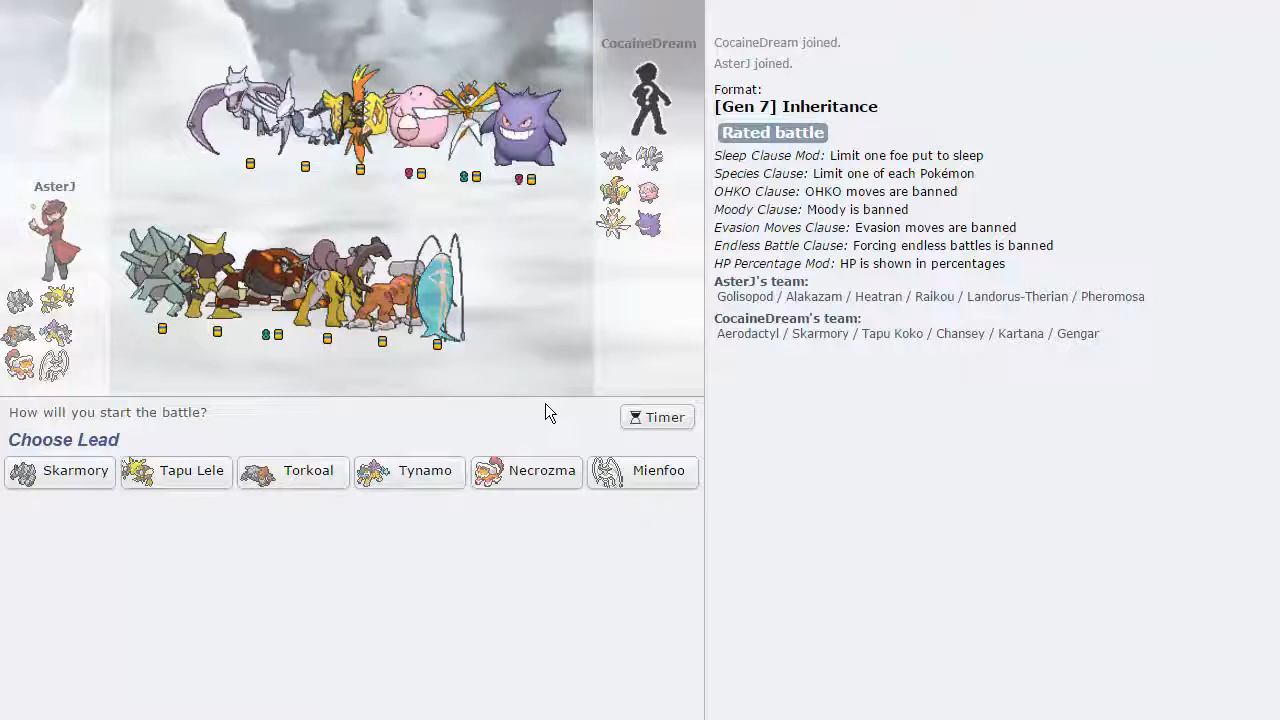 CocaineDream
AsterJ
CocaineDream joined.
AsterJ joined.
Format:
[Gen 7] Inheritance
Rated battle
Sleep Clause Mod: Limit one foe put to sleep
Species Clause: Limit one of each Pokémon
OHKO Clause: OHKO moves are banned
Moody Clause: Moody is banned
Evasion Moves Clause: Evasion moves are banned
Endless Battle Clause: Forcing endless battles is banned
HP Percentage Mod: HP is shown in percentages
AsterJ's team:
Golisopod / Alakazam / Heatran / Raikou / Landorus-Therian / Pheromosa
CocaineDream's team:
Aerodactyl / Skarmory / Tapu Koko / Chansey / Kartana / Gengar
How will you start the battle?
Timer
Choose Lead
Skarmory
Tapu Lele
Torkoal
Tynamo
Necrozma
Mienfoo